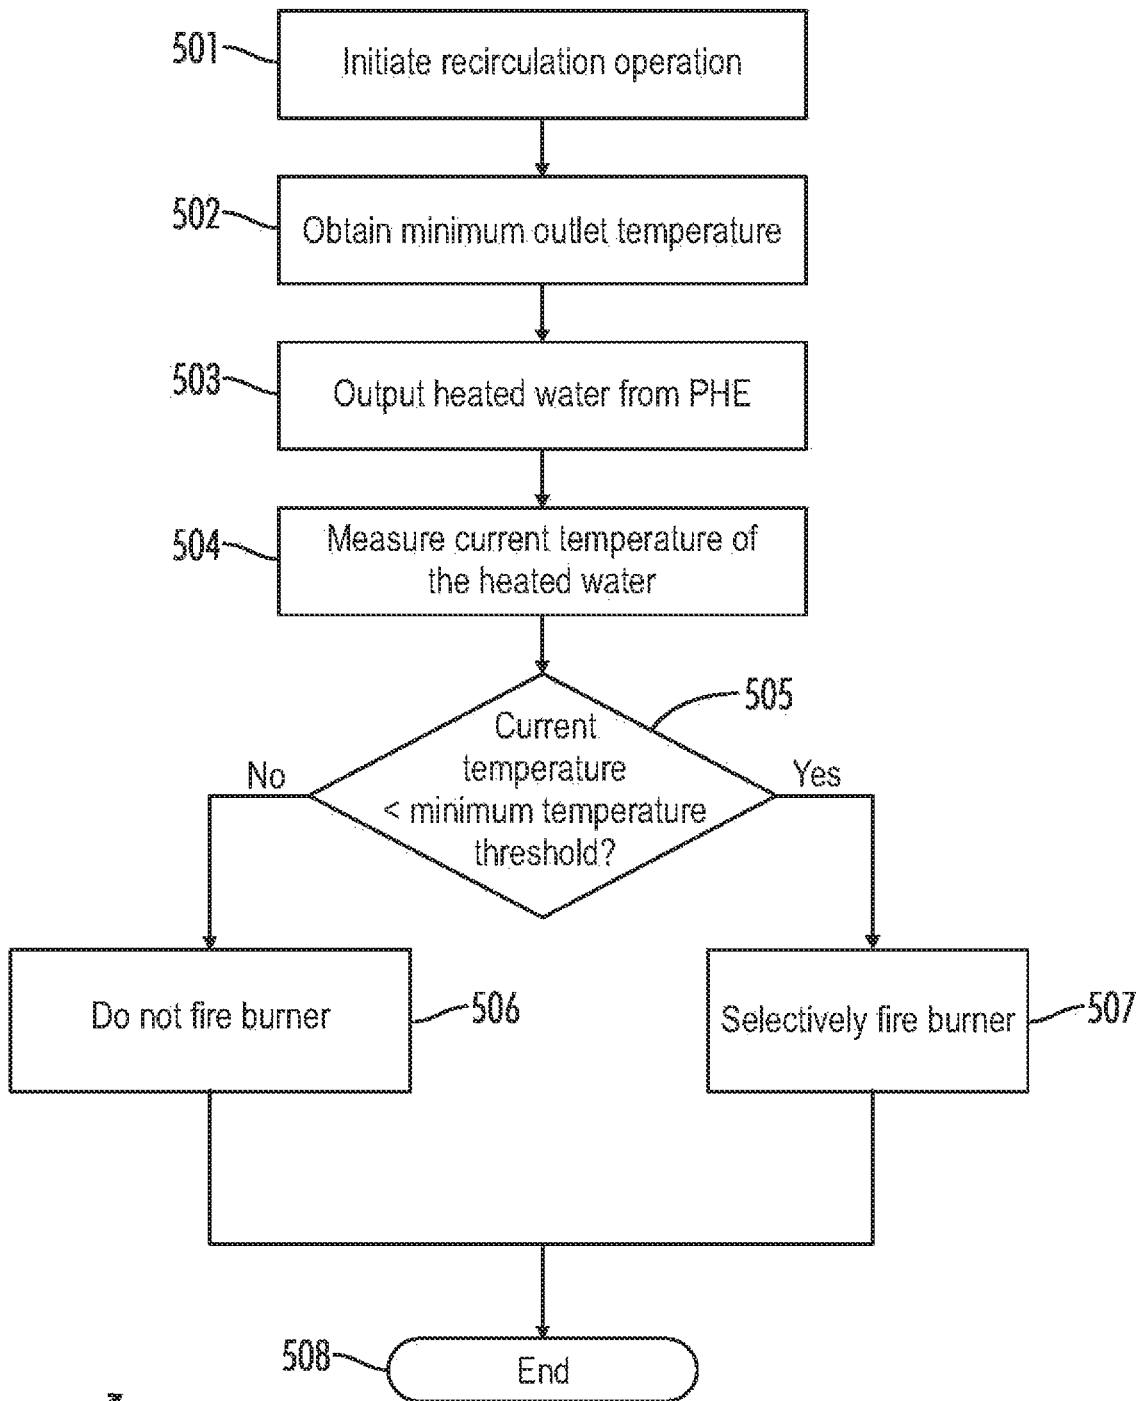 501
Initiate recirculation operation
502
Obtain minimum outlet temperature
503
Output heated water from PHE
504
Measure current temperature of
the heated water
505
Current
temperature
< minimum temperature
threshold?
No
Yes
Do not fire burner
506
Selectively fire burner
507
508
End